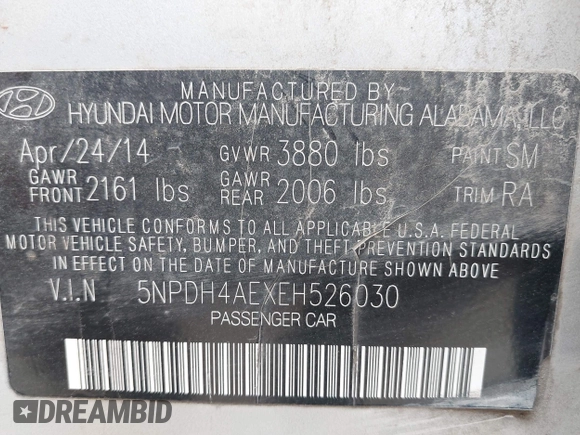 MANUFACTURED BY
HYUNDAI MOTOR MANUFACTURING ALABAMA, LLC
Apr/24/14 GVWR 3880 lbs PAINT SM
GAWR FRONT 2161 lbs GAWR REAR 2006 lbs TRIM RA
THIS VEHICLE CONFORMS TO ALL APPLICABLE U.S.A. FEDERAL
MOTOR VEHICLE SAFETY, BUMPER, AND THEFT PREVENTION STANDARDS
IN EFFECT ON THE DATE OF MANUFACTURE SHOWN ABOVE
V.I.N 5NPDH4AEXEH526030
PASSENGER CAR
DREAMBID